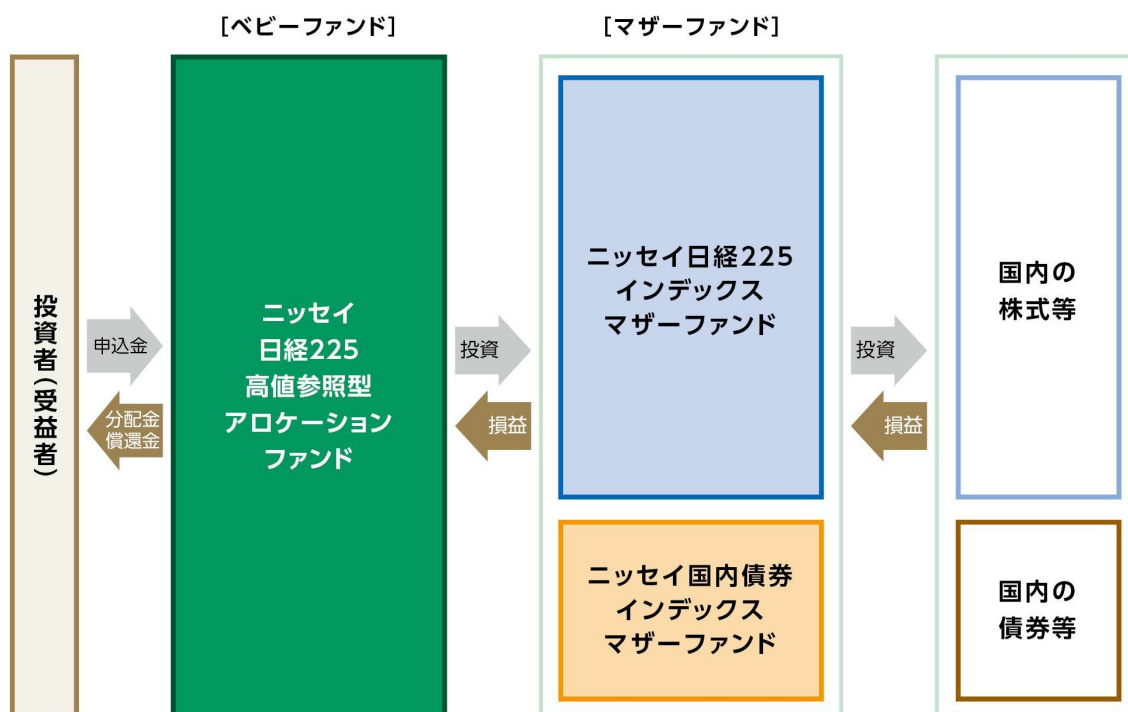 [ベビーファンド]
[マザーファンド]
投資者(受益者)
申込金
分配金
償還金
ニッセイ
日経225
高値参照型
アロケーション
ファンド
投資
損益
ニッセイ日経225
インデックス
マザーファンド
ニッセイ国内債券
インデックス
マザーファンド
投資
損益
国内の
株式等
国内の
債券等